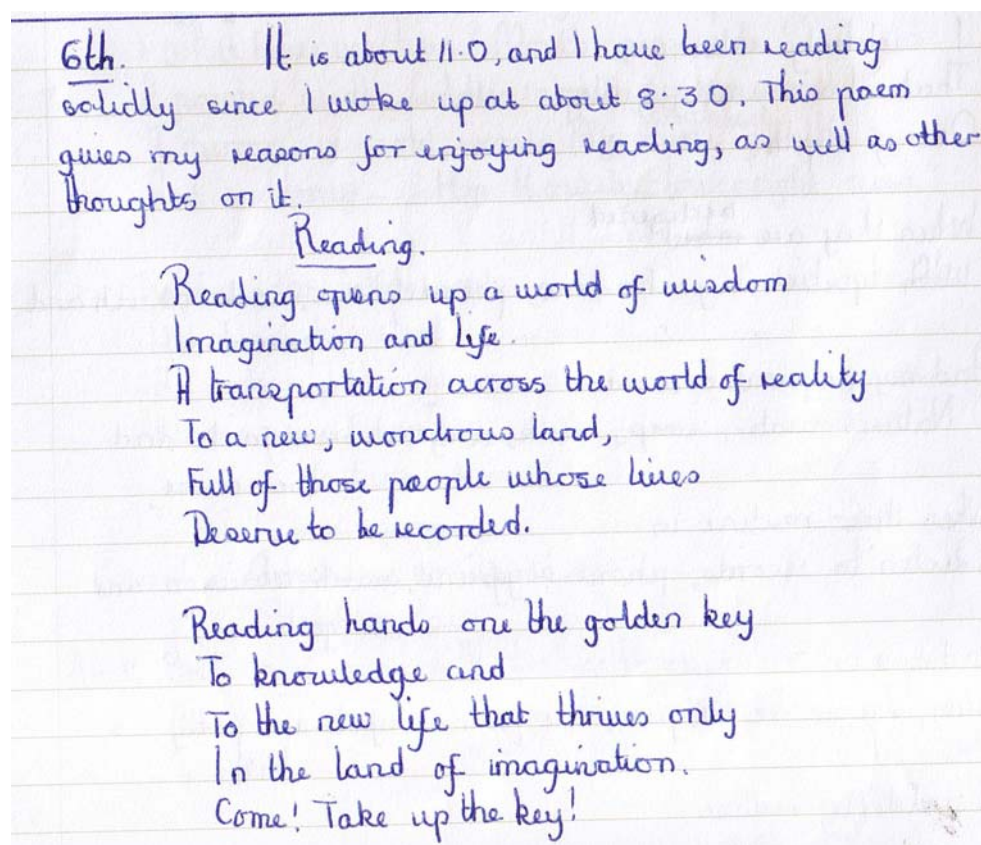 6th. It is about 11.0, and I have been reading
solidly since I woke up at about 8.30. This poem
gives my reasons for enjoying reading, as well as other
thoughts on it.
Reading.
Reading opens up a world of wisdom
Imagination and Life.
A transportation across the world of reality
To a new, wondrous land,
Full of those people whose lives
Deserve to be recorded.
Reading hands one the golden key
To knowledge and
To the new life that thrives only
In the land of imagination.
Come! Take up the key!